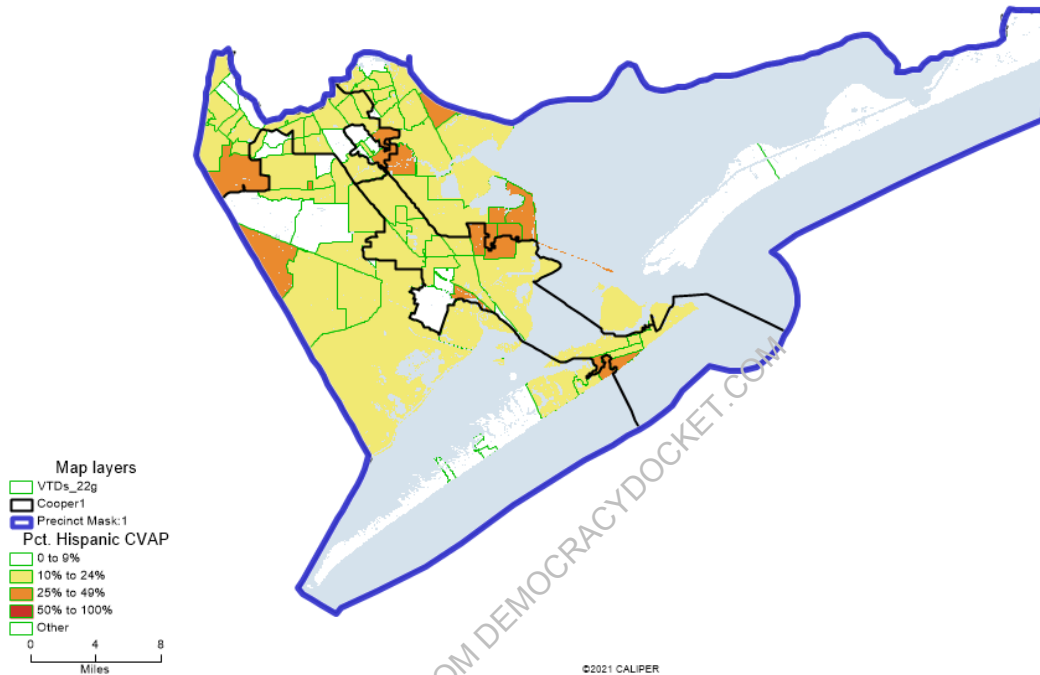 Map layers
VTDs_22g
Cooper1
Precinct Mask:1
Pct. Hispanic CVAP
0 to 9%
10% to 24%
25% to 49%
50% to 100%
Other
0 4 8
Miles
OM DEMOCRACYDOCKET.COM
©2021 CALIPER